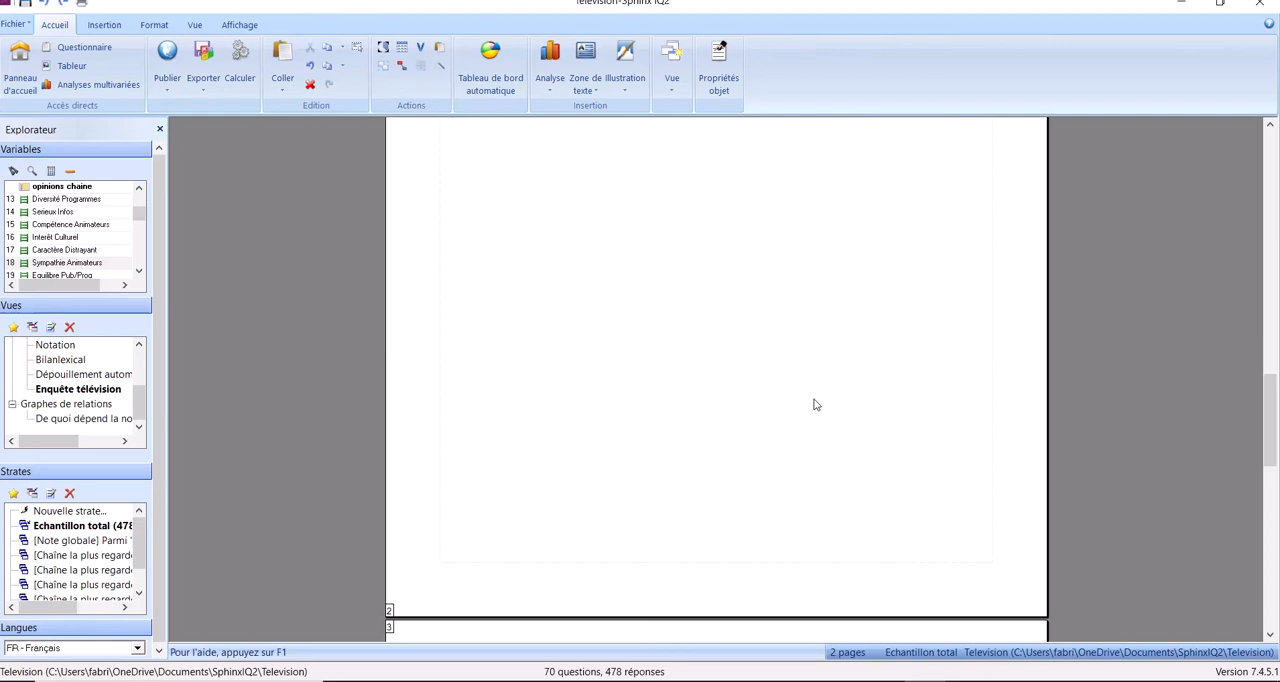 Télévision-Sphinx iQ2
Fichier
Accueil
Insertion
Format
Vue
Affichage
Questionnaire
Tableur
Analyses multivariées
Panneau d'accueil
Accès directs
Publier
Exporter
Calculer
Coller
Edition
Actions
Tableau de bord automatique
Analyse
Zone de texte
Illustration
Insertion
Vue
Propriétés objet
Explorateur
Variables
opinions chaine
13 Diversité Programmes
14 Serieux Infos
15 Compétence Animateurs
16 Interêt Culturel
17 Caractère Distrayant
18 Sympathie Animateurs
19 Equilibre Pub/Prog
Vues
Notation
Bilanlexical
Dépouillement autom
Enquête télévision
Graphes de relations
De quoi dépend la no
Strates
Nouvelle strate...
Echantillon total (478
[Note globale] Parmi "
[Chaîne la plus regard
[Chaîne la plus regard
[Chaîne la plus regard
[Chaîne la plus regard
Langues
FR - Français
2
3
Pour l'aide, appuyez sur F1
2 pages
Echantillon total
Television (C:\Users\fabri\OneDrive\Documents\SphinxIQ2\Television)
Television (C:\Users\fabri\OneDrive\Documents\SphinxIQ2\Television)
70 questions, 478 réponses
Version 7.4.5.1